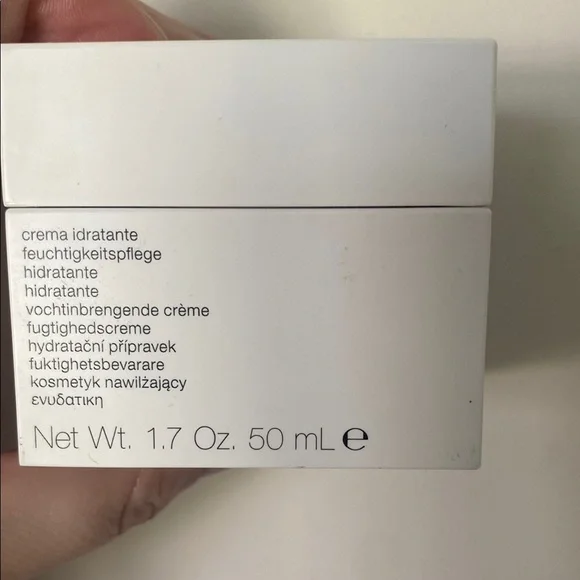 crema idratante
feuchtigkeitspflege
hidratante
hidratante
vochtinbrengende crème
fugtighedscreme
hydratační přípravek
fuktighetsbevarare
kosmetyk nawilżający
ενυδατικη
Net Wt. 1.7 Oz. 50 mL ℮